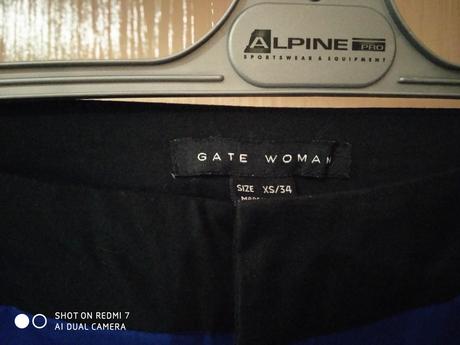 ALPINE PRO
SPORTSWEAR & EQUIPMENT
GATE WOMAN
SIZE XS/34
SHOT ON REDMI 7
AI DUAL CAMERA